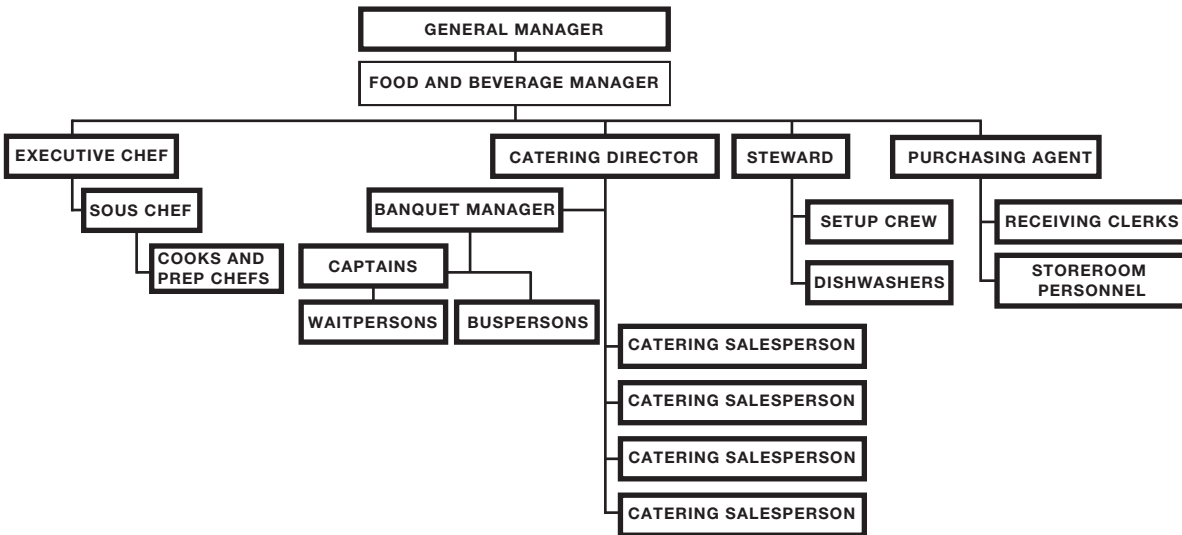 GENERAL MANAGER
FOOD AND BEVERAGE MANAGER
EXECUTIVE CHEF
CATERING DIRECTOR
STEWARD
PURCHASING AGENT
SOUS CHEF
BANQUET MANAGER
SETUP CREW
RECEIVING CLERKS
COOKS AND
PREP CHEFS
CAPTAINS
DISHWASHERS
STOREROOM
PERSONNEL
WAITPERSONS
BUSPERSONS
CATERING SALESPERSON
CATERING SALESPERSON
CATERING SALESPERSON
CATERING SALESPERSON